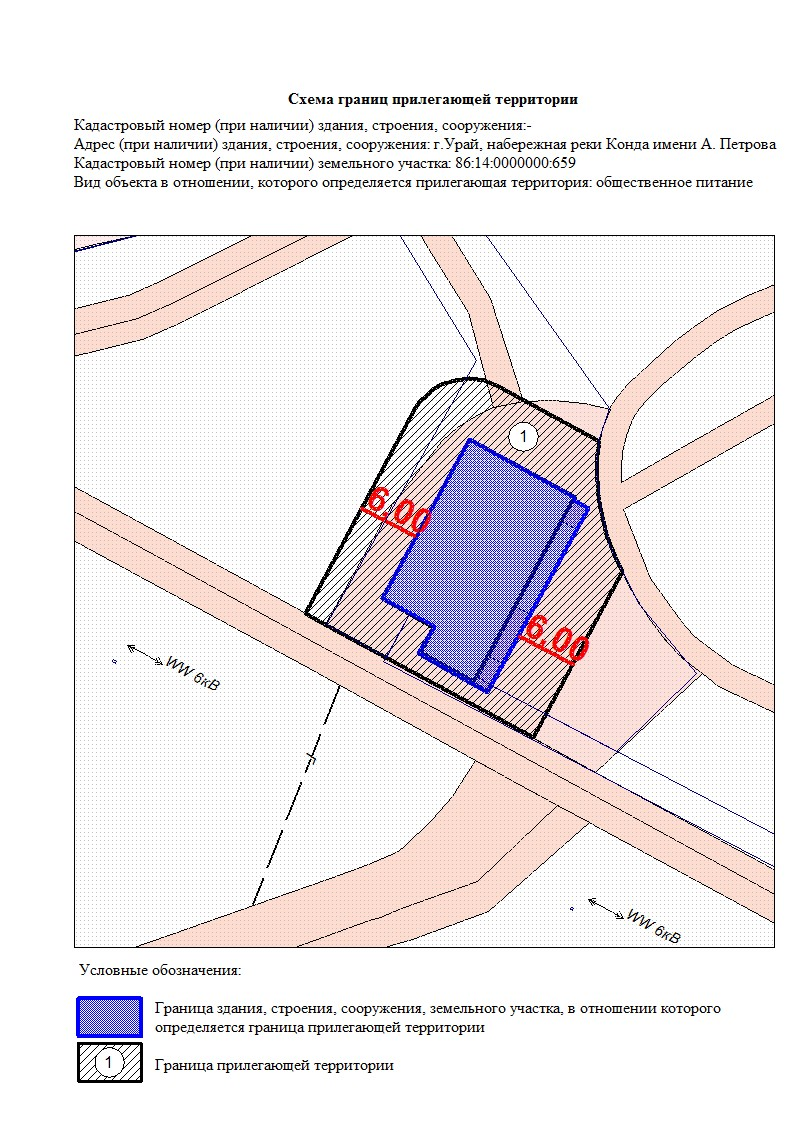 Схема границ прилегающей территории
Кадастровый номер (при наличии) здания, строения, сооружения:-
Адрес (при наличии) здания, строения, сооружения: г.Урай, набережная реки Конда имени А. Петрова
Кадастровый номер (при наличии) земельного участка: 86:14:0000000:659
Вид объекта в отношении, которого определяется прилегающая территория: общественное питание
1
6,00
6,00
WW 6кВ
WW 6кВ
Условные обозначения:
Граница здания, строения, сооружения, земельного участка, в отношении которого
определяется граница прилегающей территории
1
Граница прилегающей территории